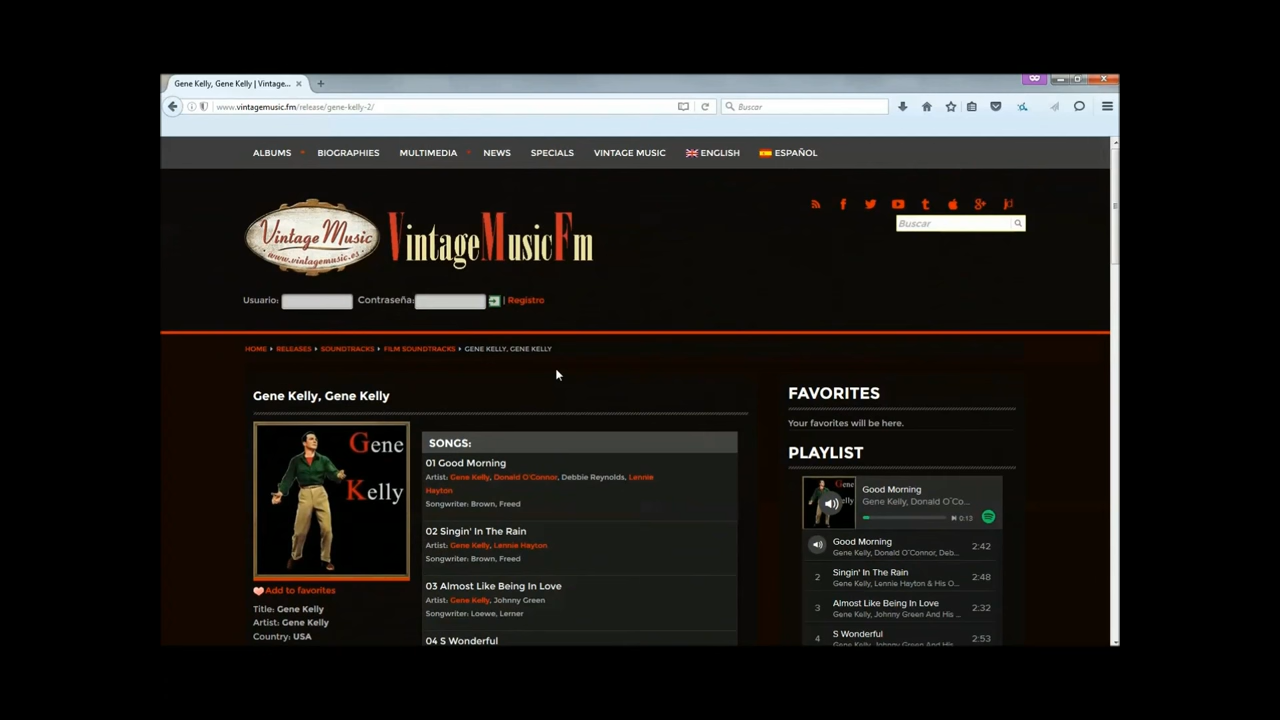 Gene Kelly, Gene Kelly | Vintage...
www.vintagemusic.fm/release/gene-kelly-2/
Buscar
ALBUMS
BIOGRAPHIES
MULTIMEDIA
NEWS
SPECIALS
VINTAGE MUSIC
ENGLISH
ESPAÑOL
Vintage Music
www.vintagemusic.es
VintageMusicFm
Buscar
Usuario:
Contraseña:
| Registro
HOME
RELEASES
SOUNDTRACKS
FILM SOUNDTRACKS
GENE KELLY, GENE KELLY
Gene Kelly, Gene Kelly
Gene
Kelly
Add to favorites
Title: Gene Kelly
Artist: Gene Kelly
Country: USA
SONGS:
01 Good Morning
Artist: Gene Kelly, Donald O'Connor, Debbie Reynolds, Lennie
Hayton
Songwriter: Brown, Freed
02 Singin' In The Rain
Artist: Gene Kelly, Lennie Hayton
Songwriter: Brown, Freed
03 Almost Like Being In Love
Artist: Gene Kelly, Johnny Green
Songwriter: Loewe, Lerner
04 S Wonderful
FAVORITES
Your favorites will be here.
PLAYLIST
Gene
Kelly
Good Morning
Gene Kelly, Donald O´Co...
0:13
Good Morning
Gene Kelly, Donald O´Connor, Deb...
2:42
2
Singin' In The Rain
Gene Kelly, Lennie Hayton & His O...
2:48
3
Almost Like Being In Love
Gene Kelly, Johnny Green And His ...
2:32
4
S Wonderful
Gene Kelly, Johnny Green And His ...
2:53